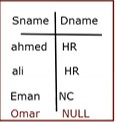 Sname Dname
ahmed HR
ali HR
Eman NC
Omar NULL